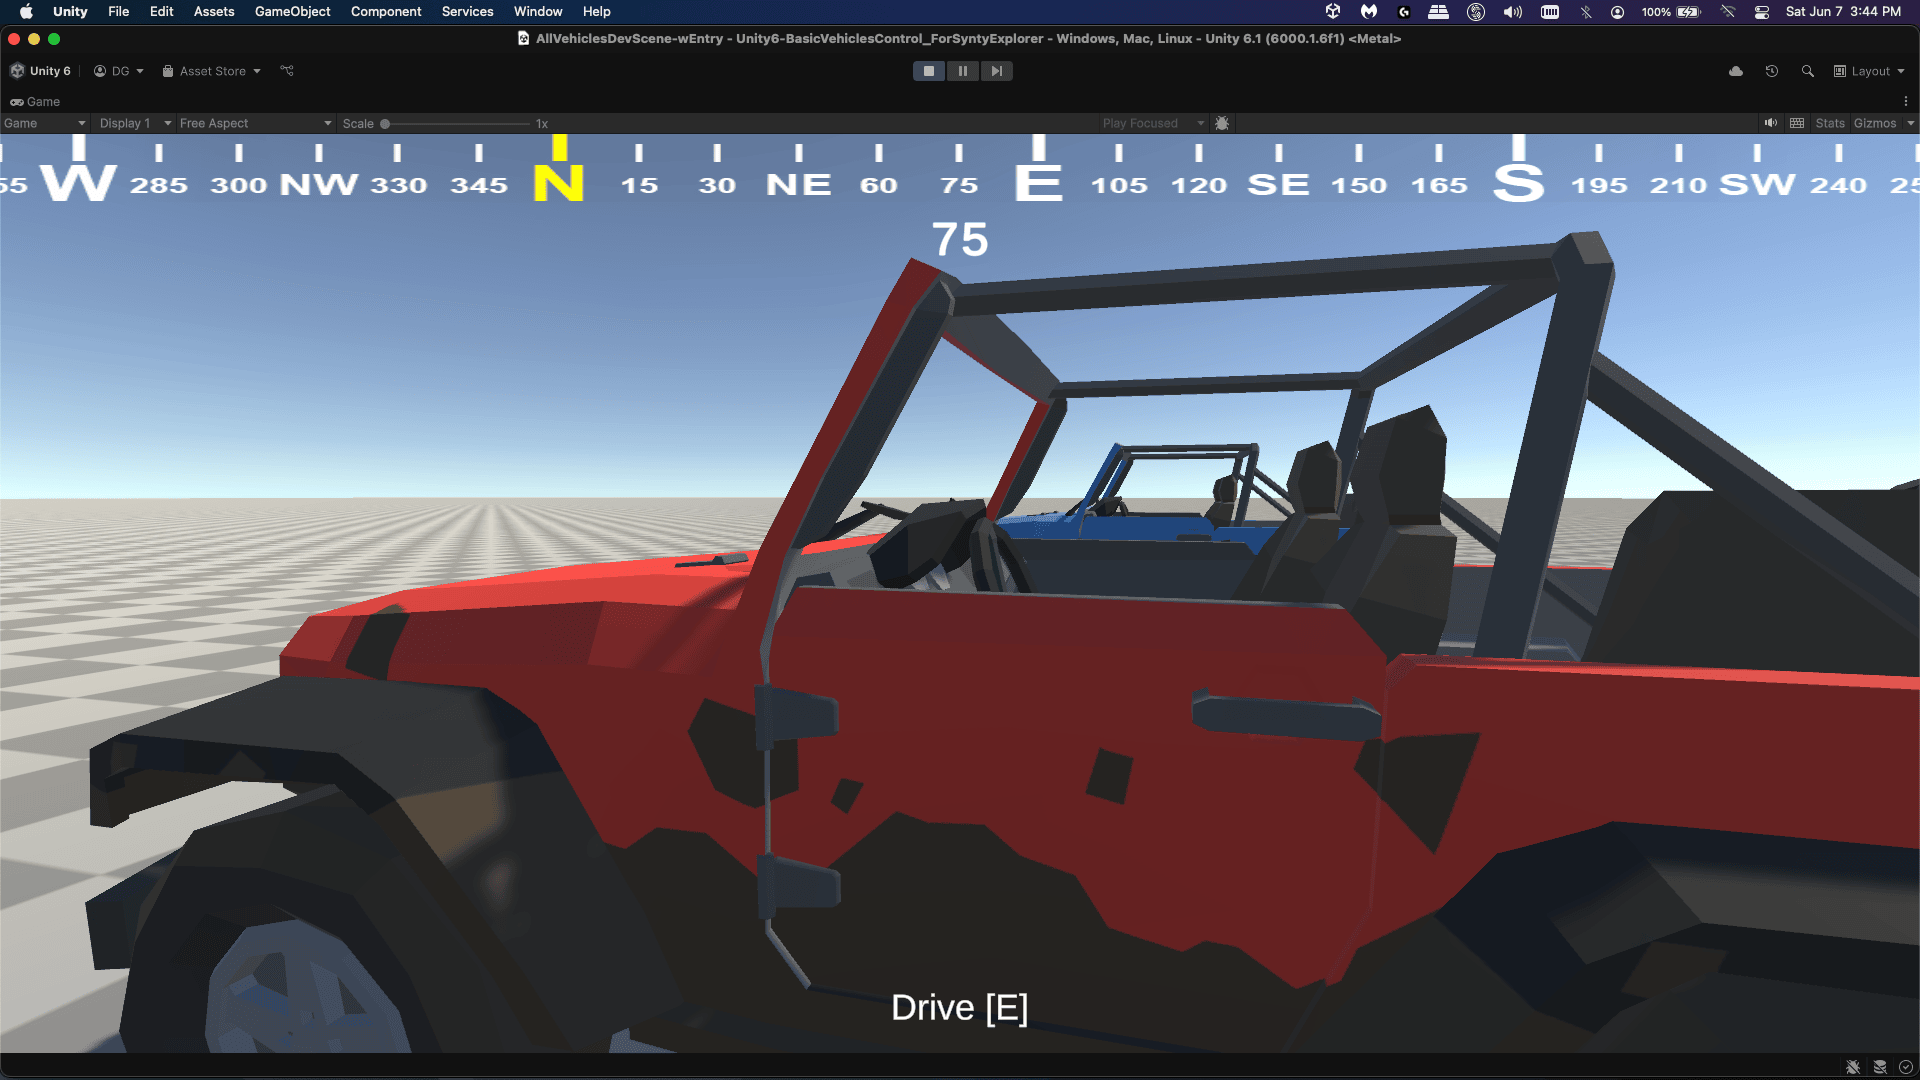 Unity File Edit Assets GameObject Component Services Window Help 100% Sat Jun 7 3:44 PM
AllVehiclesDevScene-wEntry - Unity6-BasicVehiclesControl_ForSyntyExplorer - Windows, Mac, Linux - Unity 6.1 (6000.1.6f1) <Metal>
Unity 6 DG Asset Store Layout
Game
Game Display 1 Free Aspect Scale 1x Play Focused Stats Gizmos
55 W 285 300 NW 330 345 N 15 30 NE 60 75 E 105 120 SE 150 165 S 195 210 SW 240 25
75
Drive [E]